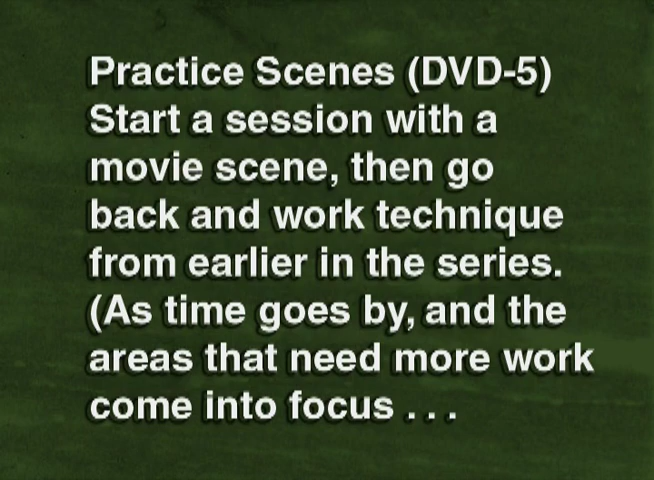 Practice Scenes (DVD-5)
Start a session with a
movie scene, then go
back and work technique
from earlier in the series.
(As time goes by, and the
areas that need more work
come into focus . . .